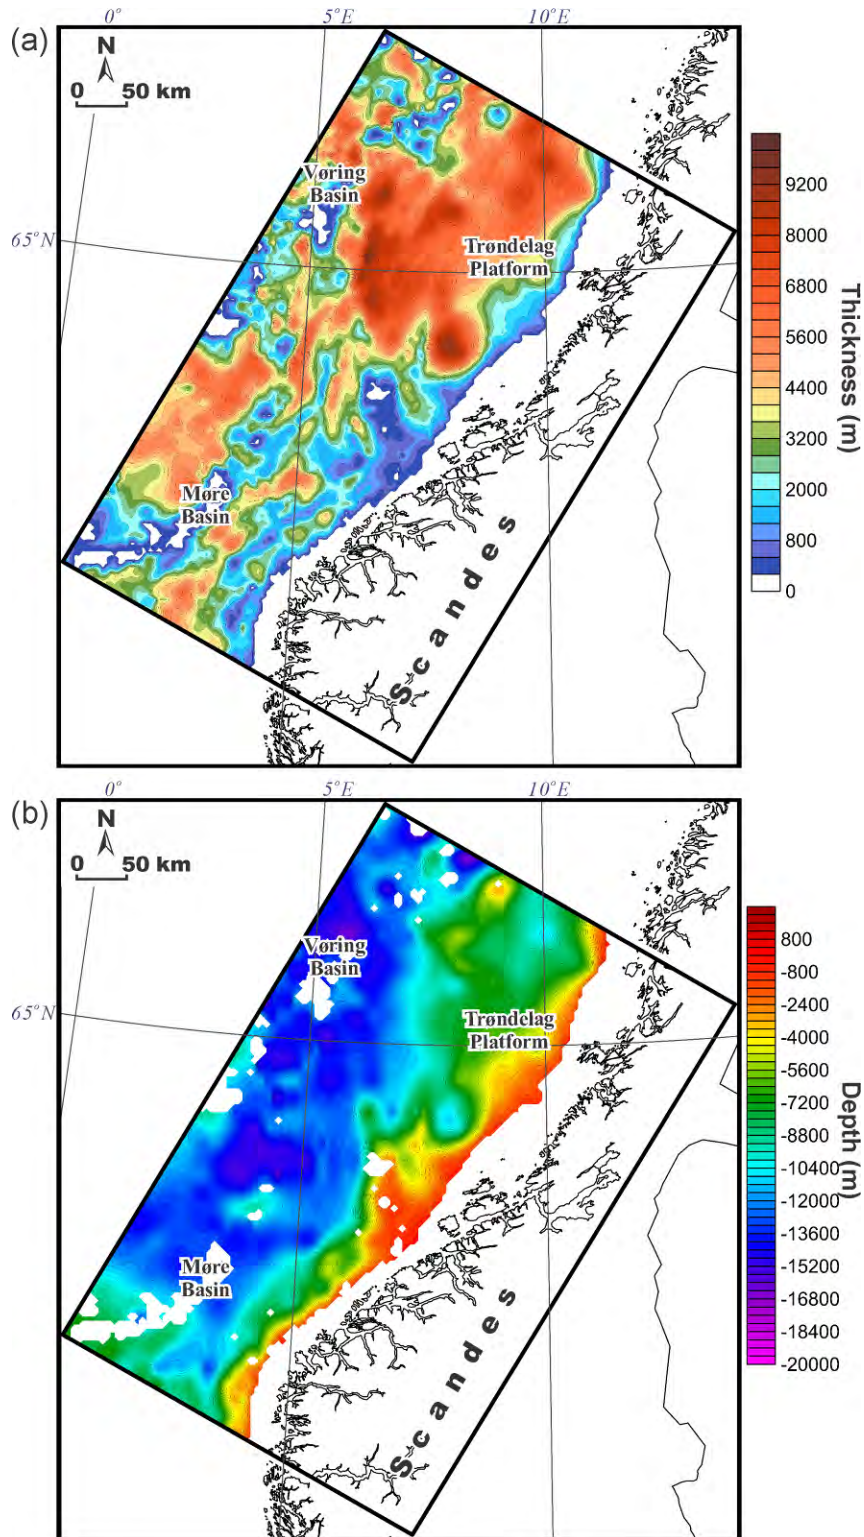 (a)
0°
5°E
10°E
N
0 50 km
Vøring
Basin
65°N
Trøndelag
Platform
Møre
Basin
Scandes
9200
8000
6800
5600
4400
3200
2000
800
0
Thickness (m)
(b)
0°
5°E
10°E
N
0 50 km
Vøring
Basin
65°N
Trøndelag
Platform
Møre
Basin
Scandes
800
-800
-2400
-4000
-5600
-7200
-8800
-10400
-12000
-13600
-15200
-16800
-18400
-20000
Depth (m)